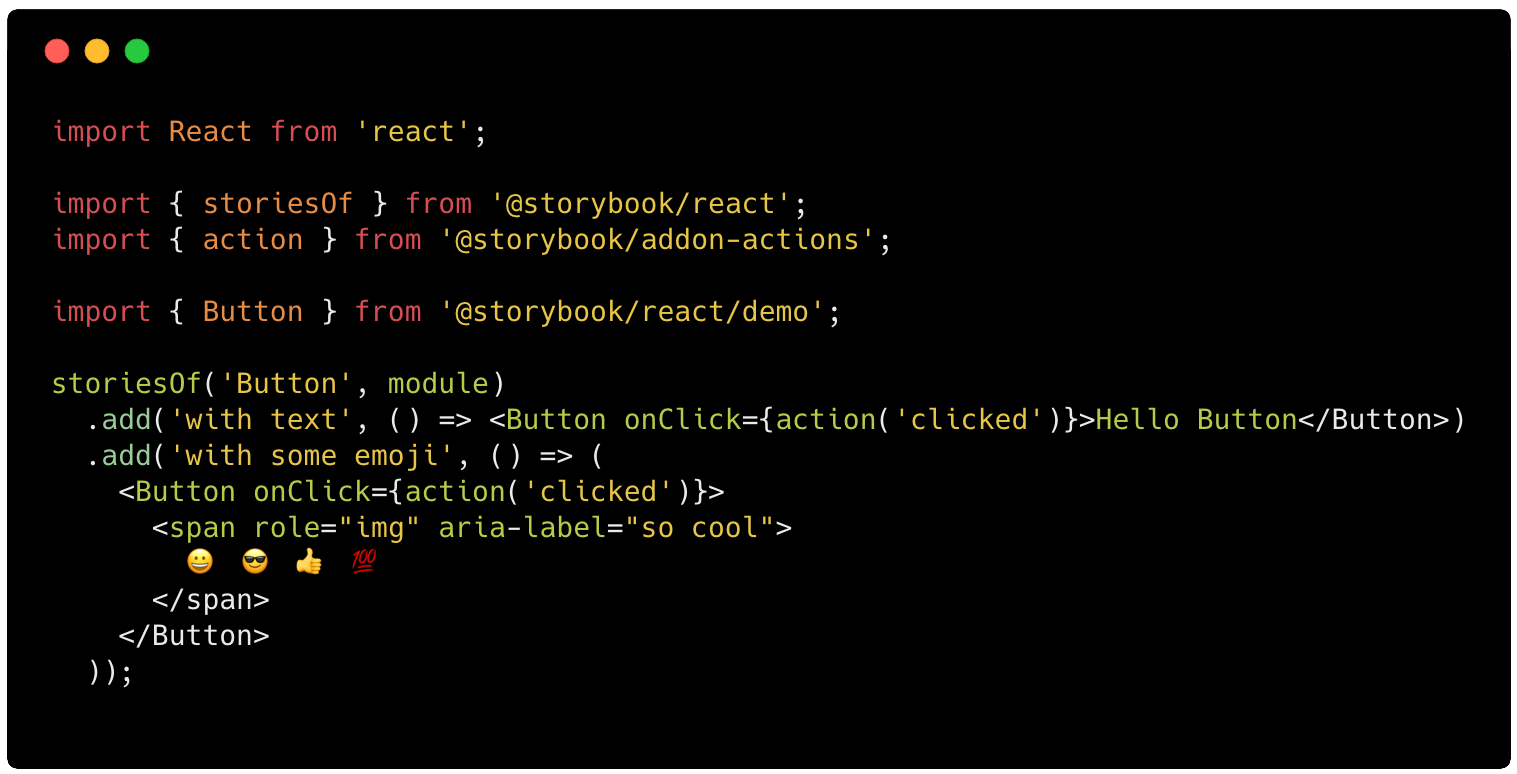 import React from 'react';

import { storiesOf } from '@storybook/react';
import { action } from '@storybook/addon-actions';

import { Button } from '@storybook/react/demo';

storiesOf('Button', module)
  .add('with text', () => <Button onClick={action('clicked')}>Hello Button</Button>)
  .add('with some emoji', () => (
    <Button onClick={action('clicked')}>
      <span role="img" aria-label="so cool">
        😀 😎 👍 💯
      </span>
    </Button>
  ));